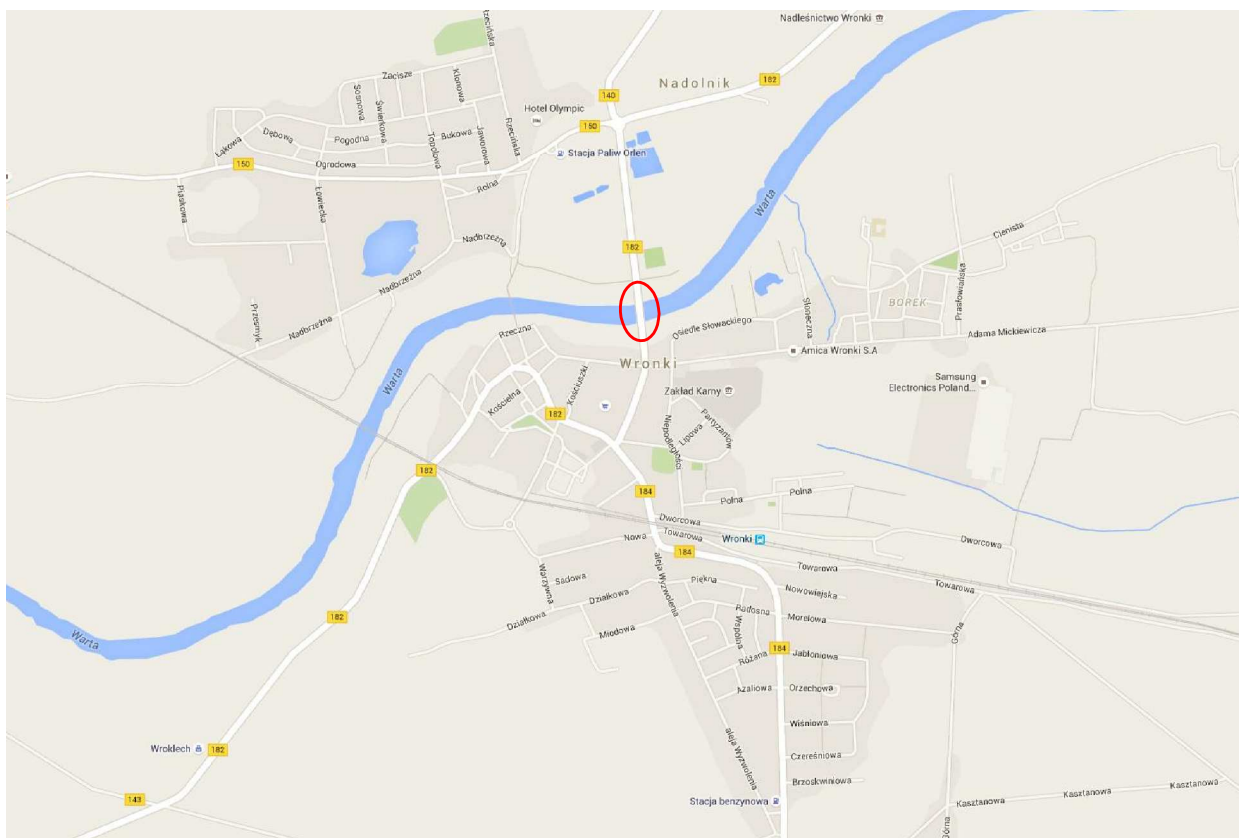 Nadleśnictwo Wronki
Rzecińska
Zacisze
Klonowa
Sosnowa
Świerkowa
Nadolnik
182
140
Hotel Olympic
150
Rzecińska
Dębowa
Łąkowa
Pogodna
Bukowa
Jaworowa
Topolowa
Stacja Paliw Orlen
150
Ogrodowa
Rolna
Piaskowa
Łowiecka
Warta
Cienista
Nadbrzeżna
182
Prasłowiańska
Nadbrzeżna
BOREK
Słoneczna
Przesmyk
Nadbrzeżna
Rzeczna
Osiedle Słowackiego
Adama Mickiewicza
Amica Wronki S.A
Wronki
Kościuszki
Samsung
Electronics Poland...
Warta
Zakład Karny
Kościelna
182
Niepodległości
Lipowa
Partyzantów
182
184
Polna
Polna
Dworcowa
Nowa
Towarowa
Wronki
Dworcowa
184
aleja Wyzwolenia
Towarowa
Towarowa
Warzywna
Sadowa
Piękna
Działkowa
Nowowiejska
Radosna
Morelowa
182
Działkowa
Miodowa
Wspólna
Górna
Warta
184
Jabłoniowa
Różana
Azaliowa
Orzechowa
Wiśniowa
aleja Wyzwolenia
Wroklech
182
Czereśniowa
Brzoskwiniowa
Kasztanowa
Kasztanowa
Kasztanowa
143
Stacja benzynowa
Górna